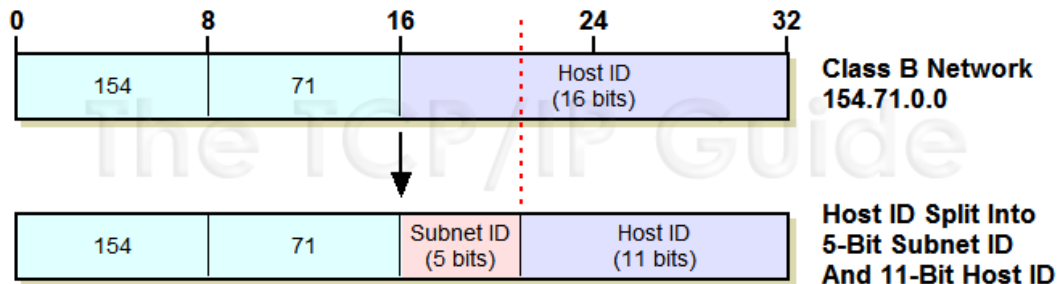 0 8 16 24 32
154 71 Host ID
(16 bits)
Class B Network
154.71.0.0
The TCP/IP Guide
154 71 Subnet ID
(5 bits) Host ID
(11 bits)
Host ID Split Into
5-Bit Subnet ID
And 11-Bit Host ID